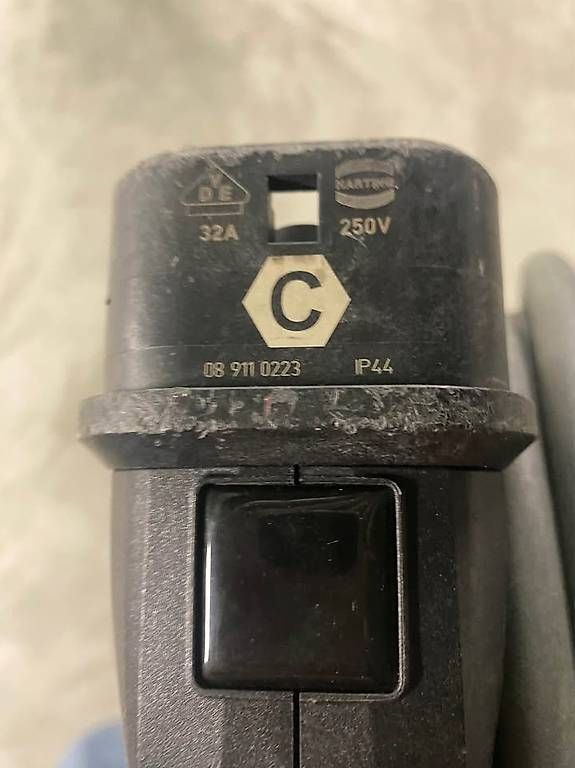 VDE HARTING
32A 250V
C
08 911 0223 IP44